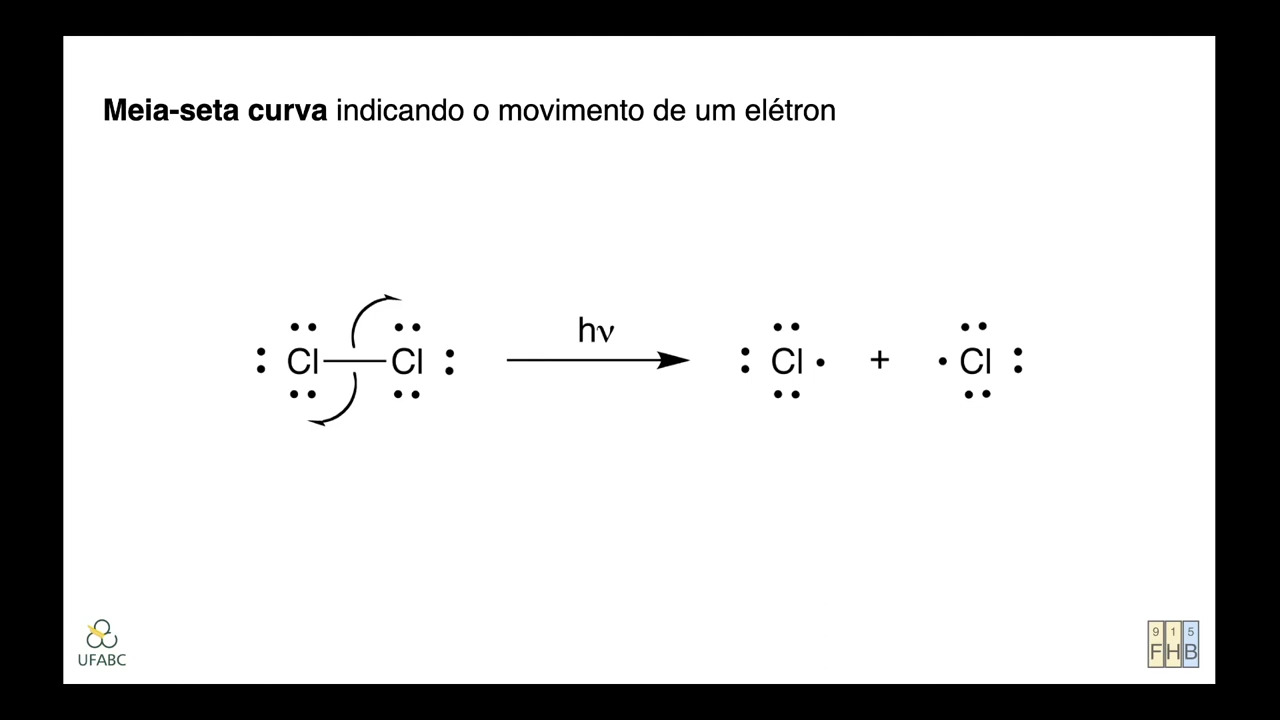 Meia-seta curva indicando o movimento de um elétron
hν
Cl Cl Cl + Cl
UFABC
9 1 5
F H B